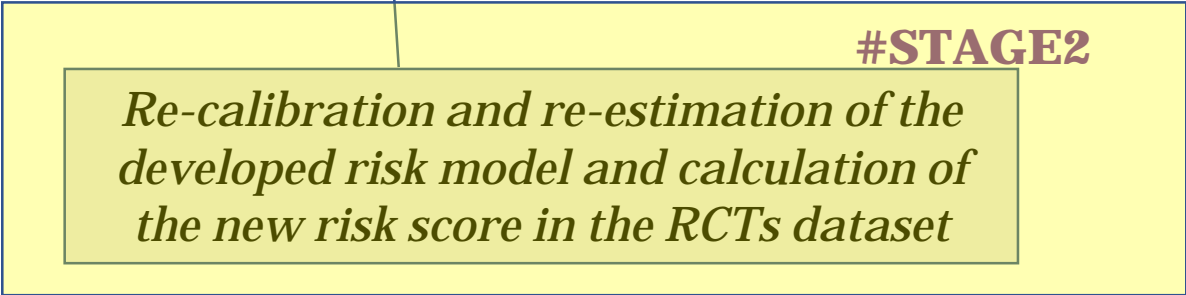 #STAGE2
Re-calibration and re-estimation of the
developed risk model and calculation of
the new risk score in the RCTs dataset